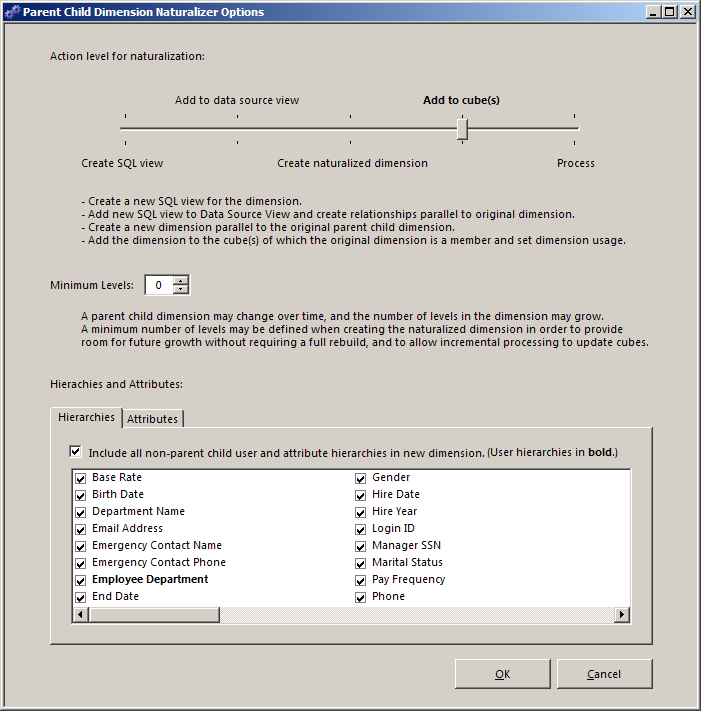 Parent Child Dimension Naturalizer Options
Action level for naturalization:
Add to data source view Add to cube(s)
Create SQL view Create naturalized dimension Process
- Create a new SQL view for the dimension.
- Add new SQL view to Data Source View and create relationships parallel to original dimension.
- Create a new dimension parallel to the original parent child dimension.
- Add the dimension to the cube(s) of which the original dimension is a member and set dimension usage.
Minimum Levels: 0
A parent child dimension may change over time, and the number of levels in the dimension may grow.
A minimum number of levels may be defined when creating the naturalized dimension in order to provide
room for future growth without requiring a full rebuild, and to allow incremental processing to update cubes.
Hierachies and Attributes:
Hierarchies Attributes
Include all non-parent child user and attribute hierarchies in new dimension. (User hierarchies in bold.)
Base Rate Gender
Birth Date Hire Date
Department Name Hire Year
Email Address Login ID
Emergency Contact Name Manager SSN
Emergency Contact Phone Marital Status
Employee Department Pay Frequency
End Date Phone
OK Cancel